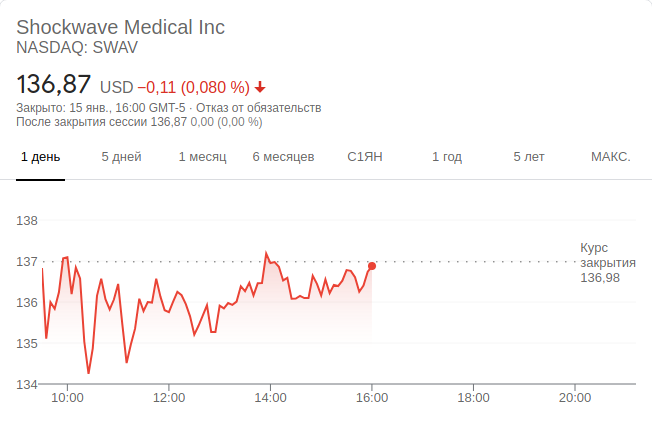 Shockwave Medical Inc
NASDAQ: SWAV
136,87 USD −0,11 (0,080 %)
Закрыто: 15 янв., 16:00 GMT-5 · Отказ от обязательств
После закрытия сессии 136,87 0,00 (0,00 %)
1 день 5 дней 1 месяц 6 месяцев С1ЯН 1 год 5 лет МАКС.
138
137
136
135
134
Курс
закрытия
136,98
10:00 12:00 14:00 16:00 18:00 20:00